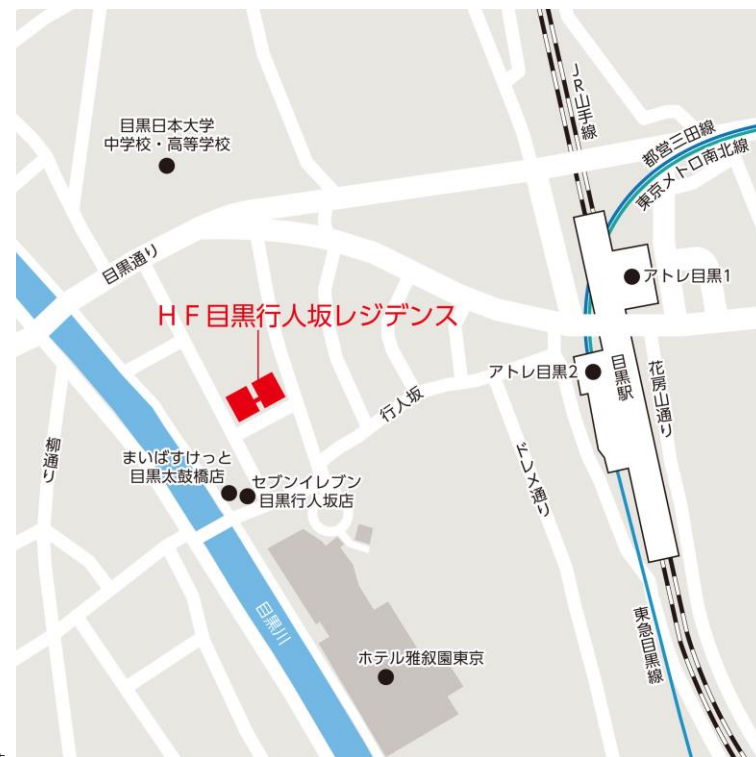 JR山手線
目黒日本大学
中学校・高等学校
都営三田線
東京メトロ南北線
目黒通り
アトレ目黒1
HF目黒行人坂レジデンス
アトレ目黒2
目黒駅
花房山通り
行人坂
柳通り
まいばすけっと
目黒太鼓橋店
セブンイレブン
目黒行人坂店
ドレメ通り
目黒川
ホテル雅叙園東京
東急目黒線